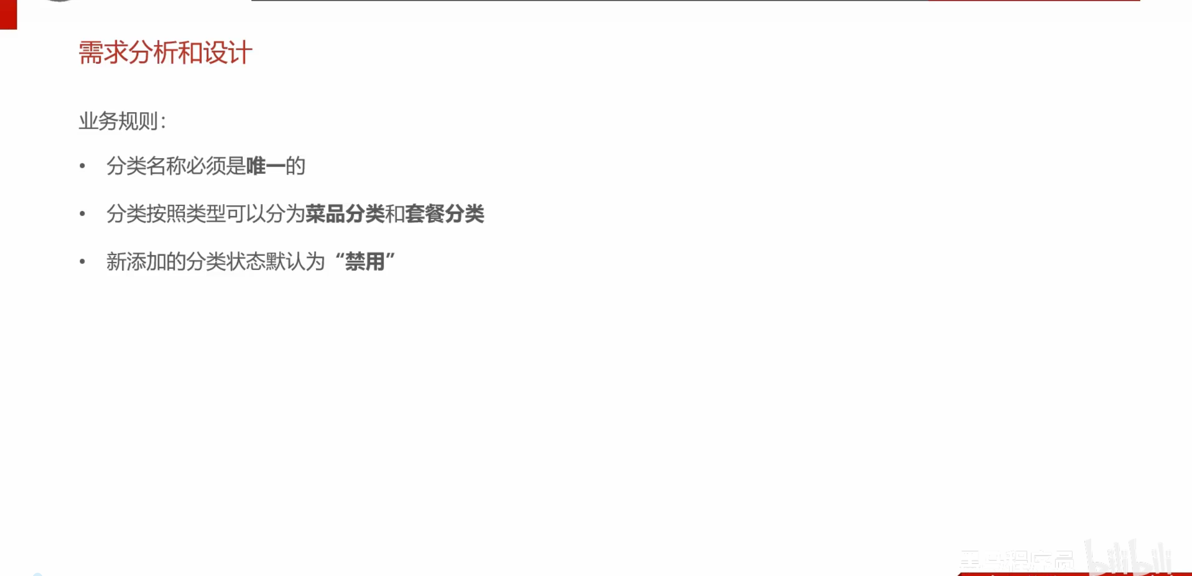 需求分析和设计
业务规则：
• 分类名称必须是唯一的
• 分类按照类型可以分为菜品分类和套餐分类
• 新添加的分类状态默认为“禁用”
bilibili